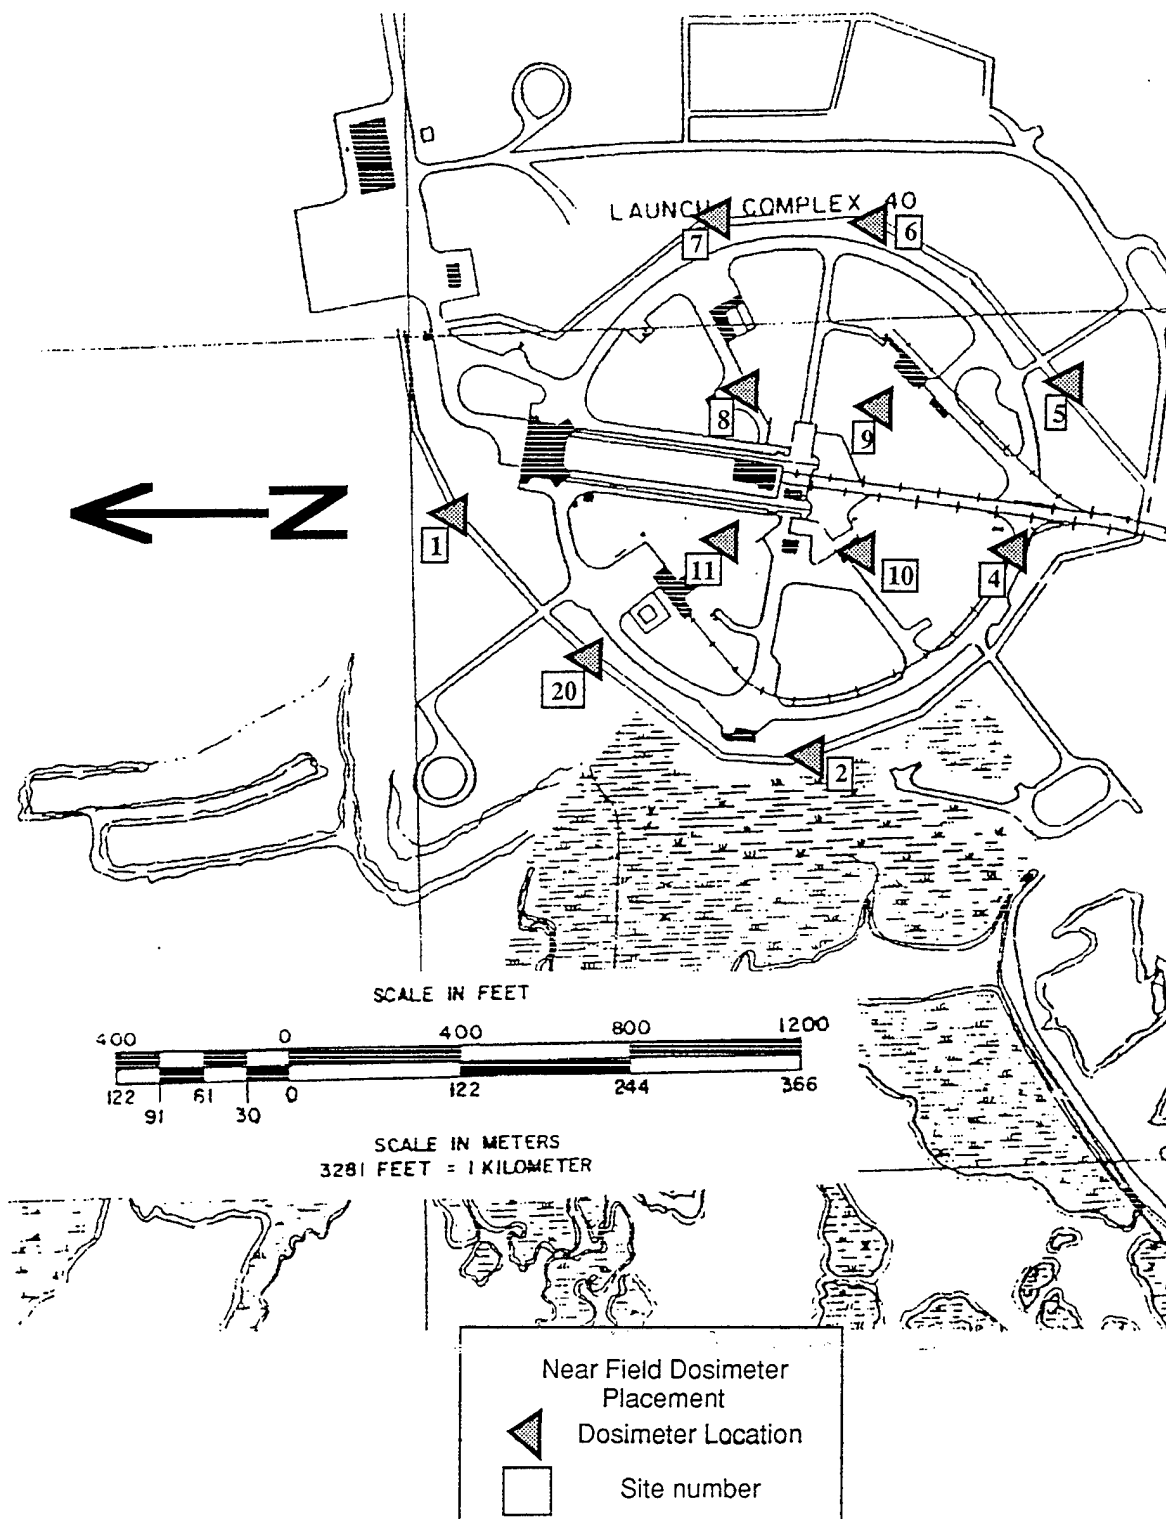 LAUNCH COMPLEX 40
7
6
8
9
5
N
1
11
10
4
20
2
SCALE IN FEET
400 0 400 800 1200
122 91 61 30 0 122 244 366
SCALE IN METERS
3281 FEET = 1 KILOMETER
Near Field Dosimeter
Placement
Dosimeter Location
Site number